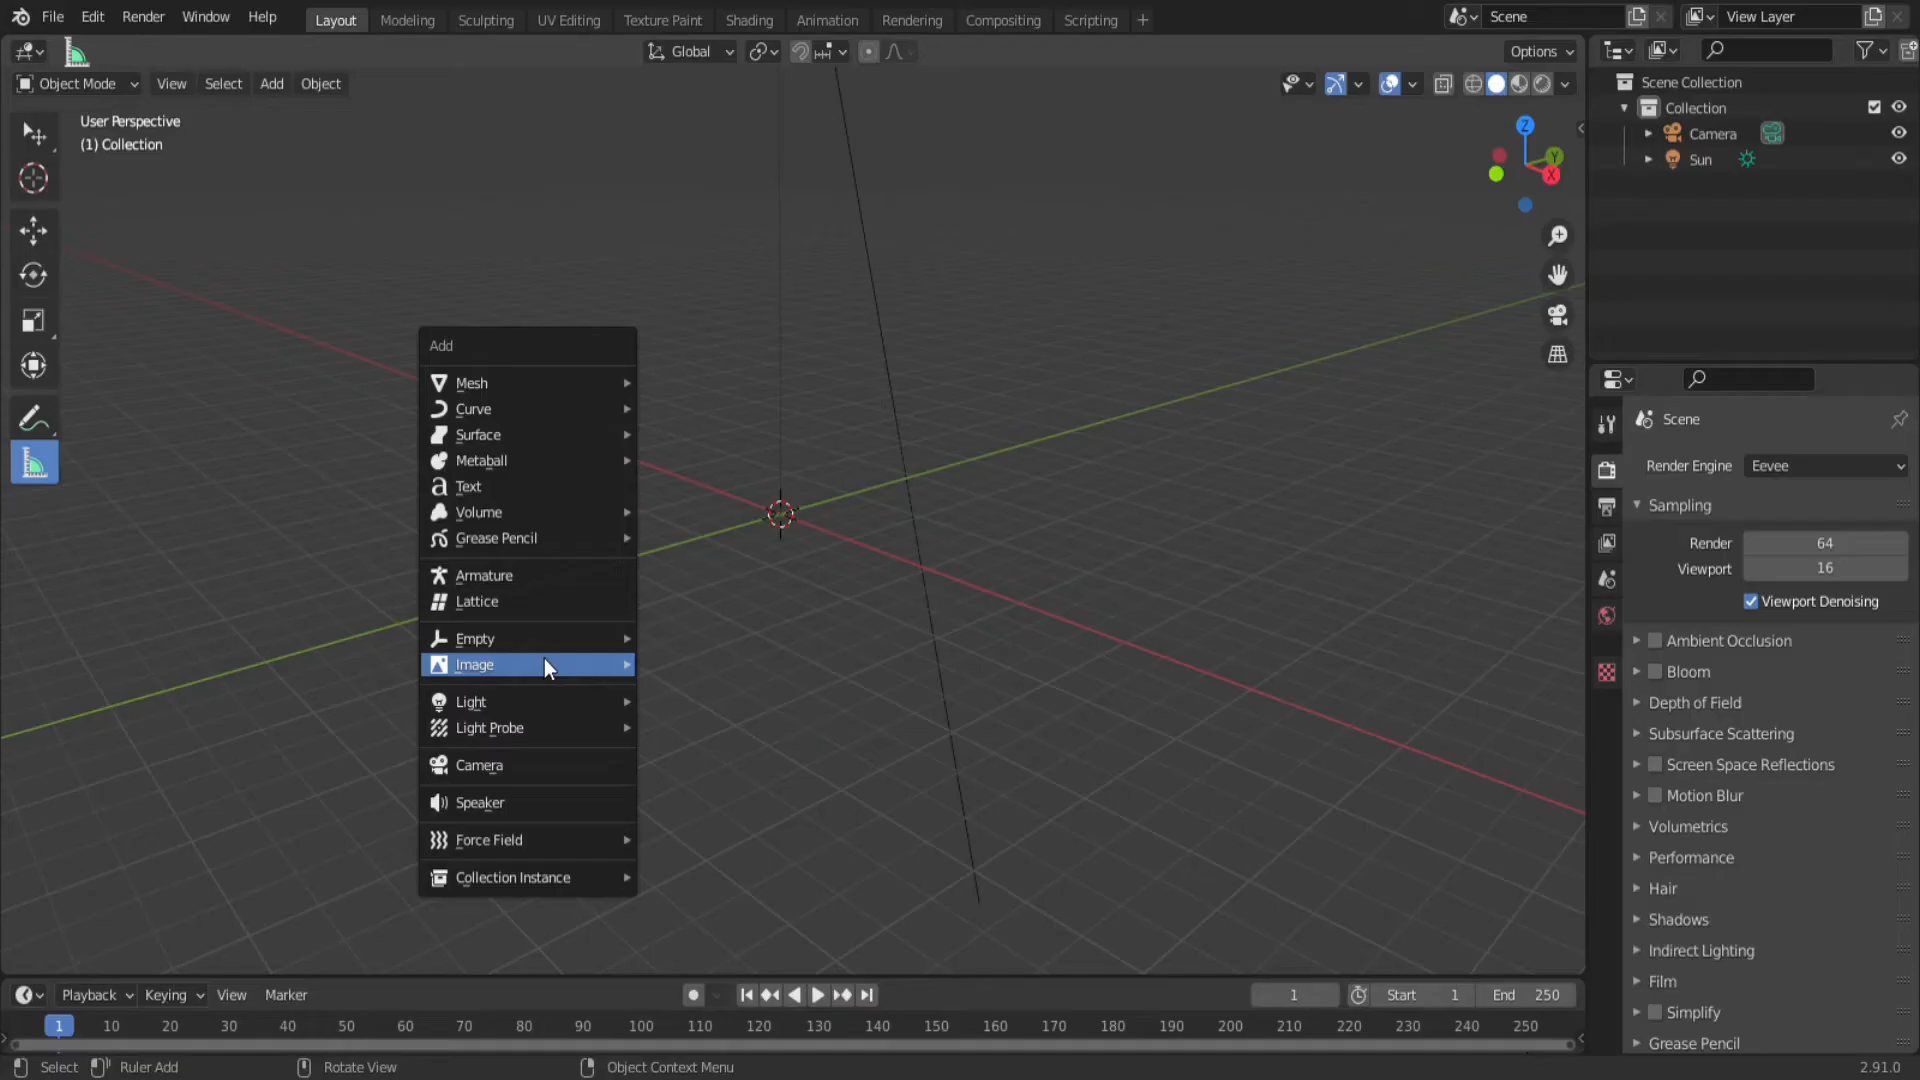 File Edit Render Window Help Layout Modeling Sculpting UV Editing Texture Paint Shading Animation Rendering Compositing Scripting + Scene View Layer
Global Options
Object Mode View Select Add Object
User Perspective
(1) Collection
Z
Y
X
Scene Collection
Collection
Camera
Sun
Add
Mesh
Curve
Surface
Metaball
Text
Volume
Grease Pencil
Armature
Lattice
Empty
Image
Light
Light Probe
Camera
Speaker
Force Field
Collection Instance
Scene
Render Engine Eevee
Sampling
Render 64
Viewport 16
Viewport Denoising
Ambient Occlusion
Bloom
Depth of Field
Subsurface Scattering
Screen Space Reflections
Motion Blur
Volumetrics
Performance
Hair
Shadows
Indirect Lighting
Film
Simplify
Grease Pencil
Playback Keying View Marker 1 Start 1 End 250
1 10 20 30 40 50 60 70 80 90 100 110 120 130 140 150 160 170 180 190 200 210 220 230 240 250
Select Ruler Add Rotate View Object Context Menu 2.91.0